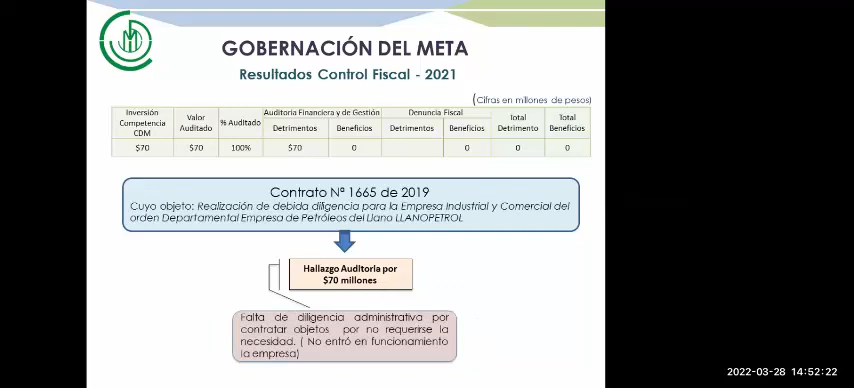 GOBERNACIÓN DEL META
Resultados Control Fiscal - 2021
(Cifras en millones de pesos)
Inversión Competencia CDM Valor Auditado % Auditado Auditoria Financiera y de Gestión Denuncia Fiscal Total Detrimento Total Beneficios
Detrimentos Beneficios Detrimentos Beneficios
$70 $70 100% $70 0 0 0 0
Contrato Nª 1665 de 2019
Cuyo objeto: Realización de debida diligencia para la Empresa Industrial y Comercial del
orden Departamental Empresa de Petróleos del Llano LLANOPETROL
Hallazgo Auditoria por
$70 millones
Falta de diligencia administrativa por
contratar objetos por no requerirse la
necesidad. ( No entró en funcionamiento
la empresa)
2022-03-28 14:52:22